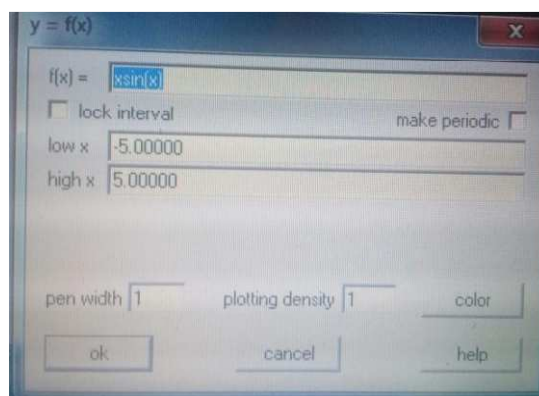 y = f(x)
f(x) = xsin(x)
lock interval make periodic
low x -5.00000
high x 5.00000
pen width 1 plotting density 1 color
ok cancel help